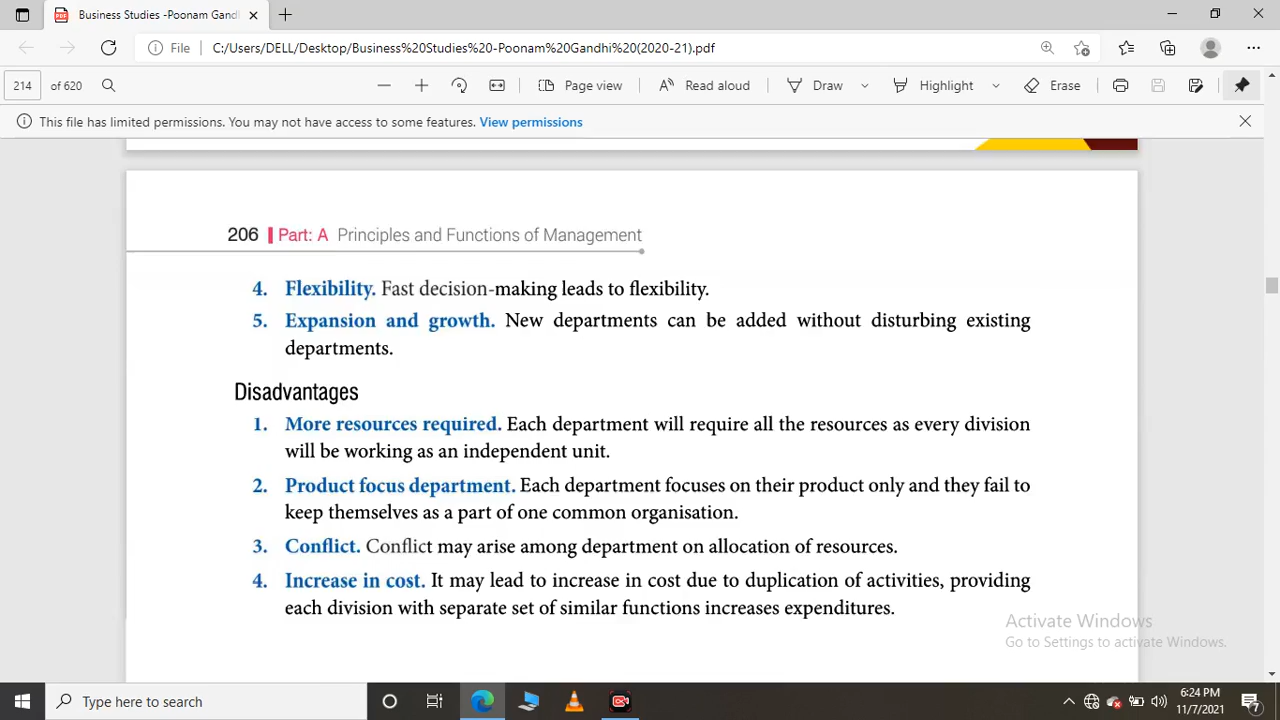 Business Studies -Poonam Gandh
File
C:/Users/DELL/Desktop/Business%20Studies%20-Poonam%20Gandhi%20(2020-21).pdf
214 of 620
Page view
Read aloud
Draw
Highlight
Erase
This file has limited permissions. You may not have access to some features. View permissions
206 Part: A Principles and Functions of Management
4. Flexibility. Fast decision-making leads to flexibility.
5. Expansion and growth. New departments can be added without disturbing existing
departments.
Disadvantages
1. More resources required. Each department will require all the resources as every division
will be working as an independent unit.
2. Product focus department. Each department focuses on their product only and they fail to
keep themselves as a part of one common organisation.
3. Conflict. Conflict may arise among department on allocation of resources.
4. Increase in cost. It may lead to increase in cost due to duplication of activities, providing
each division with separate set of similar functions increases expenditures.
Activate Windows
Go to Settings to activate Windows.
Type here to search
6:24 PM
11/7/2021
7